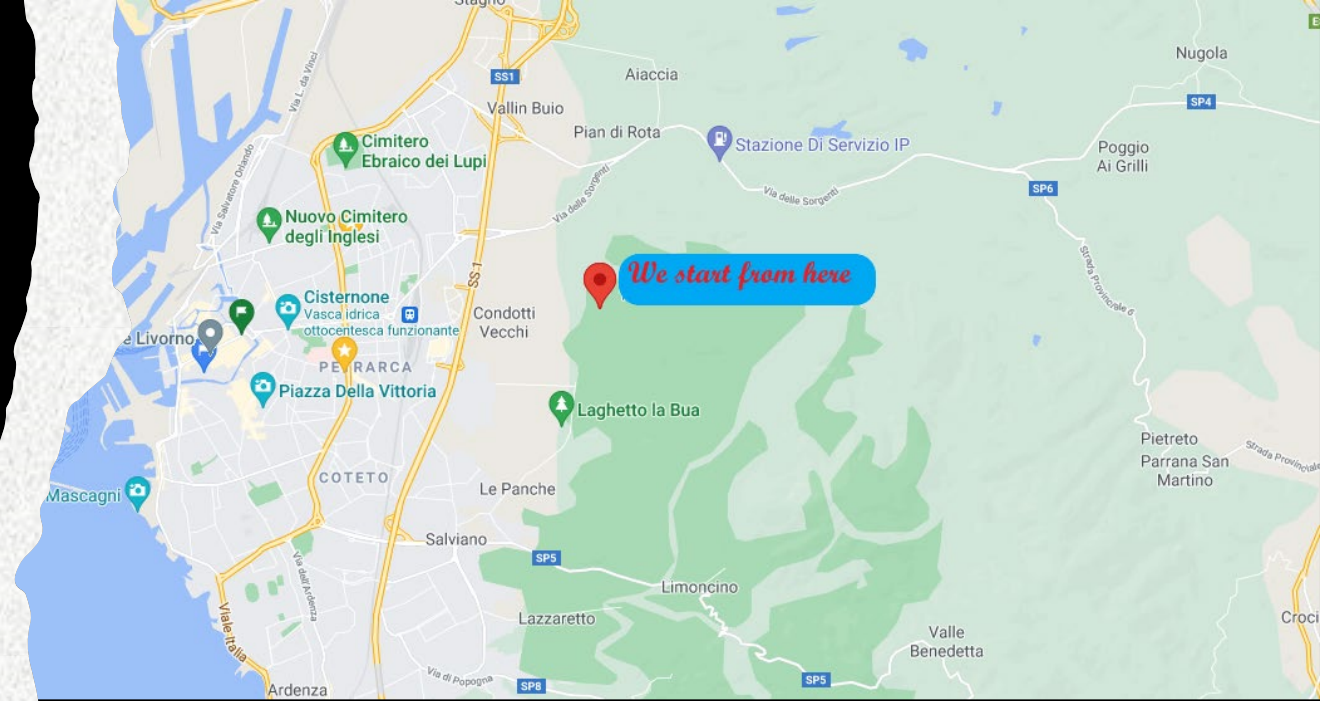 Stagno
Nugola
SS1
Aiaccia
SP4
Vallin Buio
Via L. da Vinci
Pian di Rota
Cimitero
Ebraico dei Lupi
Stazione Di Servizio IP
Poggio
Ai Grilli
Via Salvatore Orlando
Via delle Sorgenti
Via delle Sorgenti
SP6
Nuovo Cimitero
degli Inglesi
We start from here
SS1
Strada Provinciale 6
Cisternone
Vasca idrica
ottocentesca funzionante
Condotti
Vecchi
e Livorno
PETRARCA
Piazza Della Vittoria
Laghetto la Bua
Pietreto
Parrana San
Martino
Strada Provinciale
COTETO
Le Panche
Mascagni
Salviano
SP5
Limoncino
Via dell'Ardenza
Lazzaretto
Croci
Viale Italia
Valle
Benedetta
Via di Popogna
SP8
SP5
Ardenza